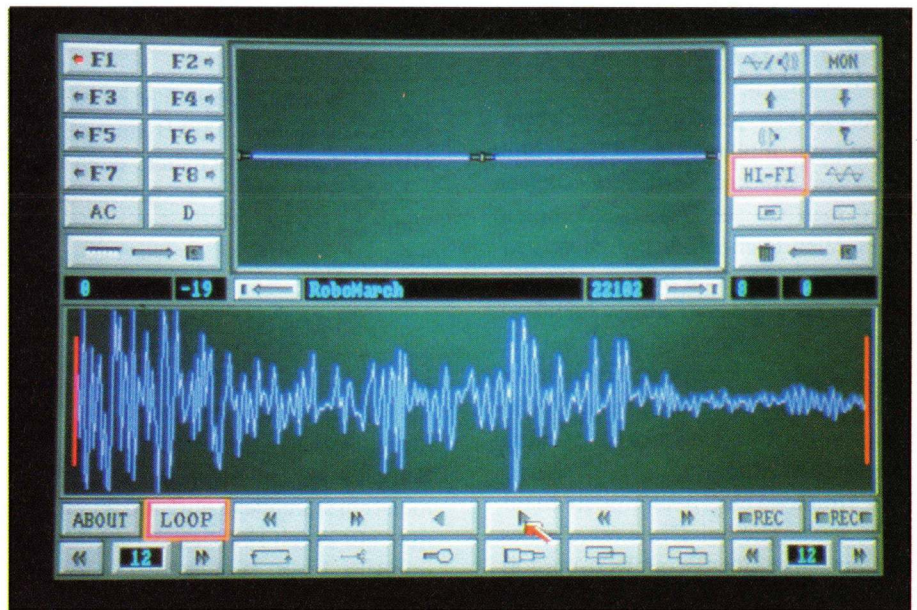 F1 F2 MON
F3 F4
F5 F6
F7 F8 HI-FI
AC D
0 -19 RoboMarch 22102 0 0
ABOUT LOOP REC REC
12 12